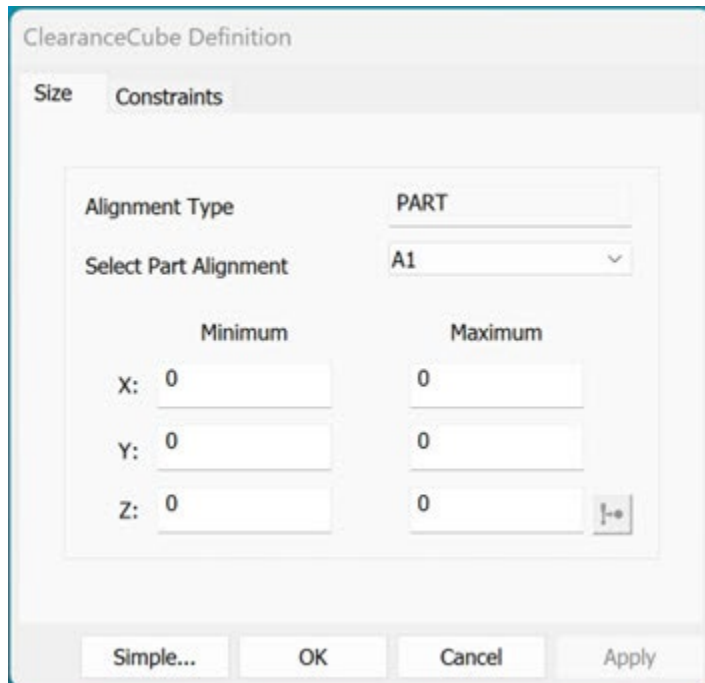 ClearanceCube Definition
Size Constraints
Alignment Type PART
Select Part Alignment A1
Minimum Maximum
X: 0 0
Y: 0 0
Z: 0 0
Simple... OK Cancel Apply